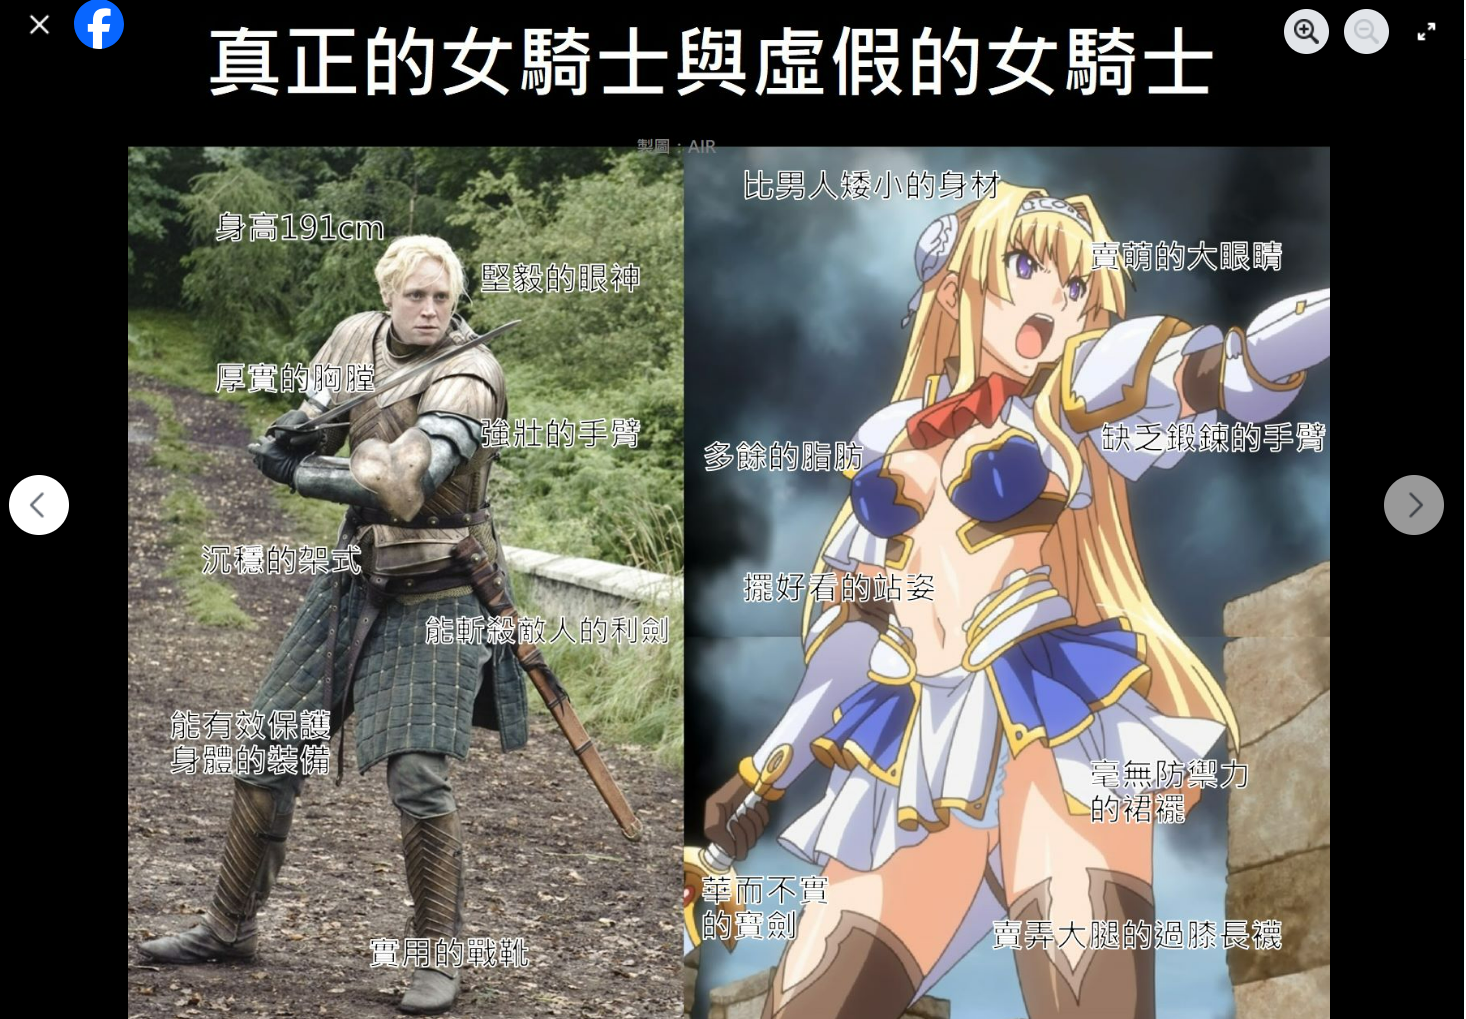 真正的女騎士與虛假的女騎士
製圖：AIR
身高191cm
堅毅的眼神
厚實的胸膛
強壯的手臂
沉穩的架式
能斬殺敵人的利劍
能有效保護
身體的裝備
實用的戰靴
比男人矮小的身材
賣萌的大眼睛
多餘的脂肪
缺乏鍛鍊的手臂
擺好看的站姿
毫無防禦力
的裙襬
華而不實
的寶劍
賣弄大腿的過膝長襪